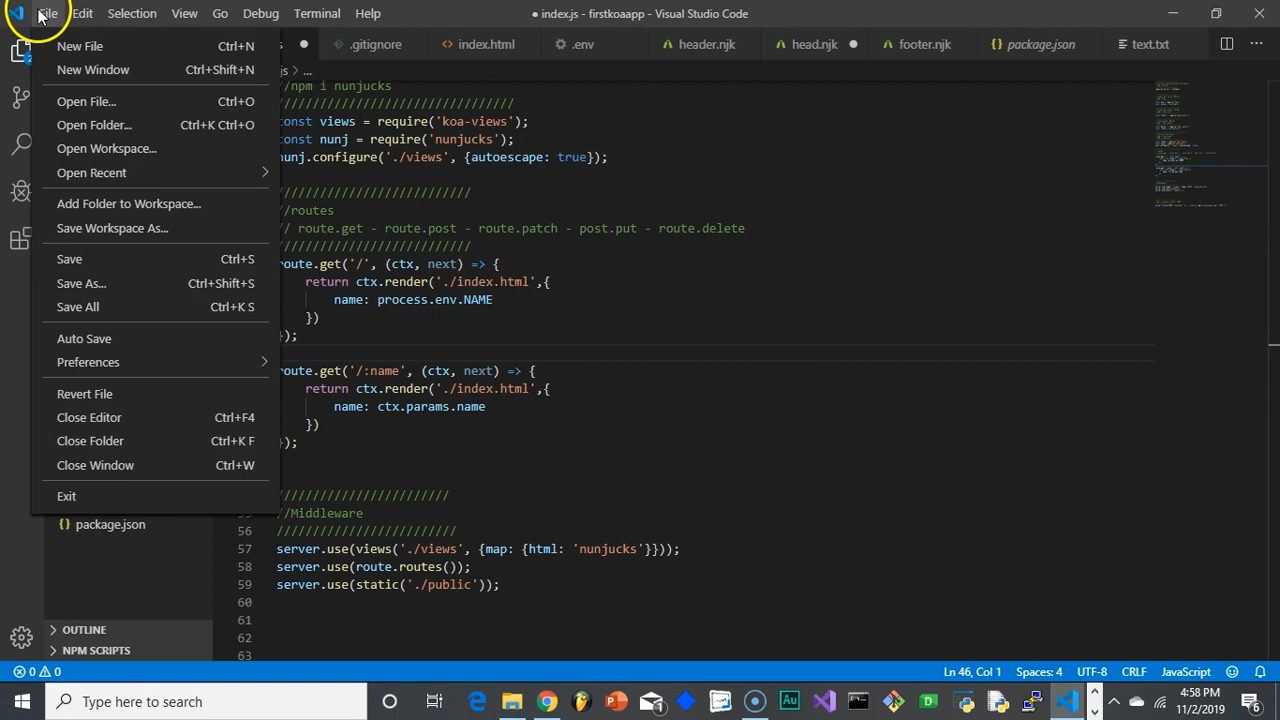 File Edit Selection View Go Debug Terminal Help ● index.js - firstkoaapp - Visual Studio Code
.gitignore index.html .env header.njk head.njk footer.njk package.json text.txt
js > ...
New File Ctrl+N
New Window Ctrl+Shift+N
Open File... Ctrl+O
Open Folder... Ctrl+K Ctrl+O
Open Workspace...
Open Recent
Add Folder to Workspace...
Save Workspace As...
Save Ctrl+S
Save As... Ctrl+Shift+S
Save All Ctrl+K S
Auto Save
Preferences
Revert File
Close Editor Ctrl+F4
Close Folder Ctrl+K F
Close Window Ctrl+W
Exit
{} package.json
OUTLINE
NPM SCRIPTS
//npm i nunjucks
/////////////////////////////////
const views = require('koa-views');
const nunj = require('nunjucks');
nunj.configure('./views', {autoescape: true});
///////////////////////////
//routes
// route.get - route.post - route.patch - post.put - route.delete
///////////////////////////
route.get('/', (ctx, next) => {
return ctx.render('./index.html',{
name: process.env.NAME
})
});
route.get('/:name', (ctx, next) => {
return ctx.render('./index.html',{
name: ctx.params.name
})
});
////////////////////////
//Middleware
56 /////////////////////////
57 server.use(views('./views', {map: {html: 'nunjucks'}}));
58 server.use(route.routes());
59 server.use(static('./public'));
60
61
62
63
0 0 Ln 46, Col 1 Spaces: 4 UTF-8 CRLF JavaScript
Type here to search 4:58 PM
11/2/2019